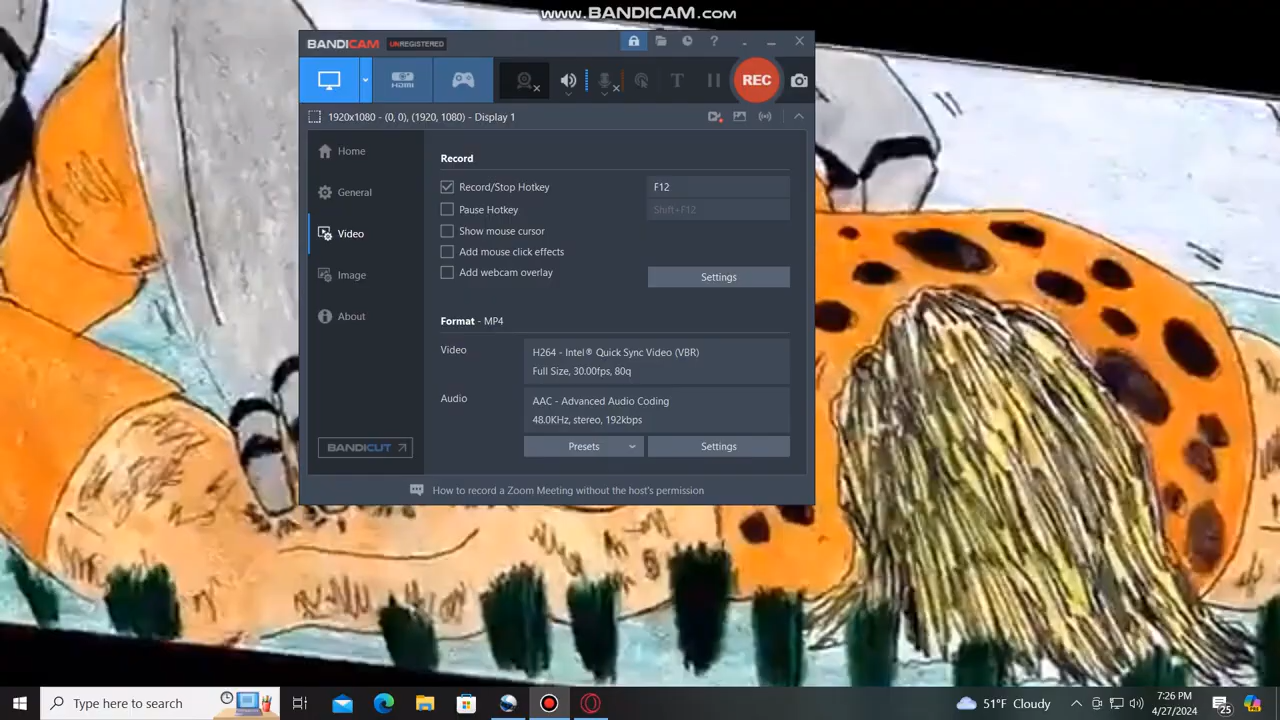 www.BANDICAM.com
BANDICAM UNREGISTERED
HDMI
REC
1920x1080 - (0, 0), (1920, 1080) - Display 1
Home
General
Video
Image
About
BANDICUT
Record
Record/Stop Hotkey F12
Pause Hotkey Shift+F12
Show mouse cursor
Add mouse click effects
Add webcam overlay
Settings
Format - MP4
Video H264 - Intel® Quick Sync Video (VBR)
Full Size, 30.00fps, 80q
Audio AAC - Advanced Audio Coding
48.0KHz, stereo, 192kbps
Presets Settings
How to record a Zoom Meeting without the host's permission
Type here to search
51°F Cloudy
7:26 PM
4/27/2024
25